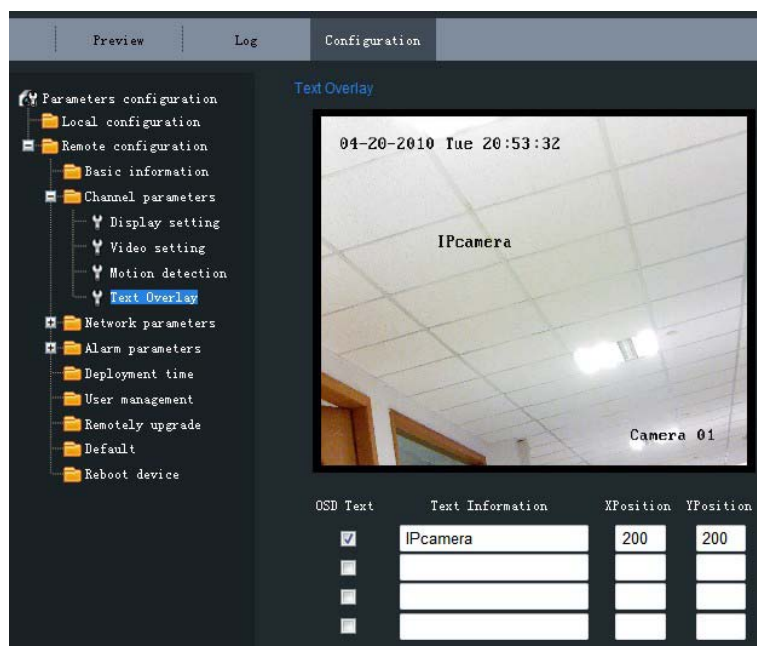 Preview Log Configuration
Parameters configuration
Local configuration
Remote configuration
Basic information
Channel parameters
Display setting
Video setting
Motion detection
Text Overlay
Network parameters
Alarm parameters
Deployment time
User management
Remotely upgrade
Default
Reboot device
Text Overlay
04-20-2010 Tue 20:53:32
IPcamera
Camera 01
OSD Text Text Information XPosition YPosition
IPcamera 200 200